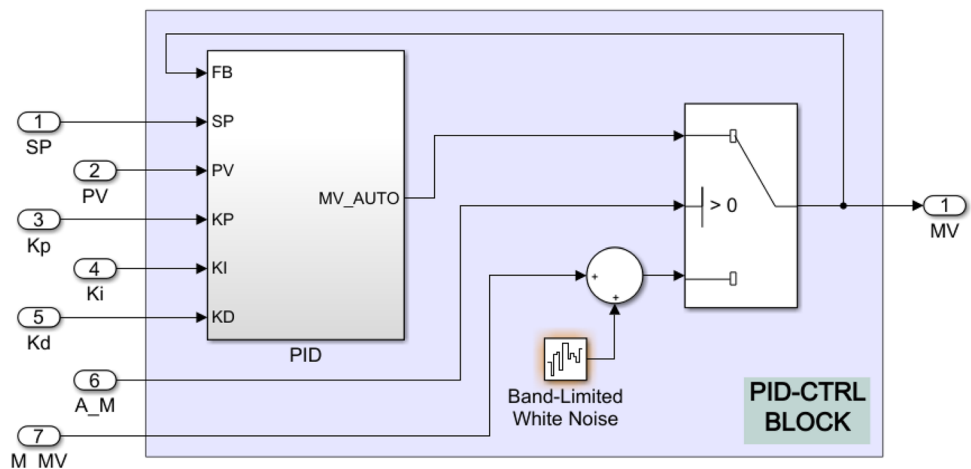 FB
1
SP
SP
2
PV
PV
MV_AUTO
3
Kp
KP
4
Ki
KI
5
Kd
KD
PID
> 0
1
MV
+
+
6
A_M
7
M_MV
Band-Limited
White Noise
PID-CTRL
BLOCK